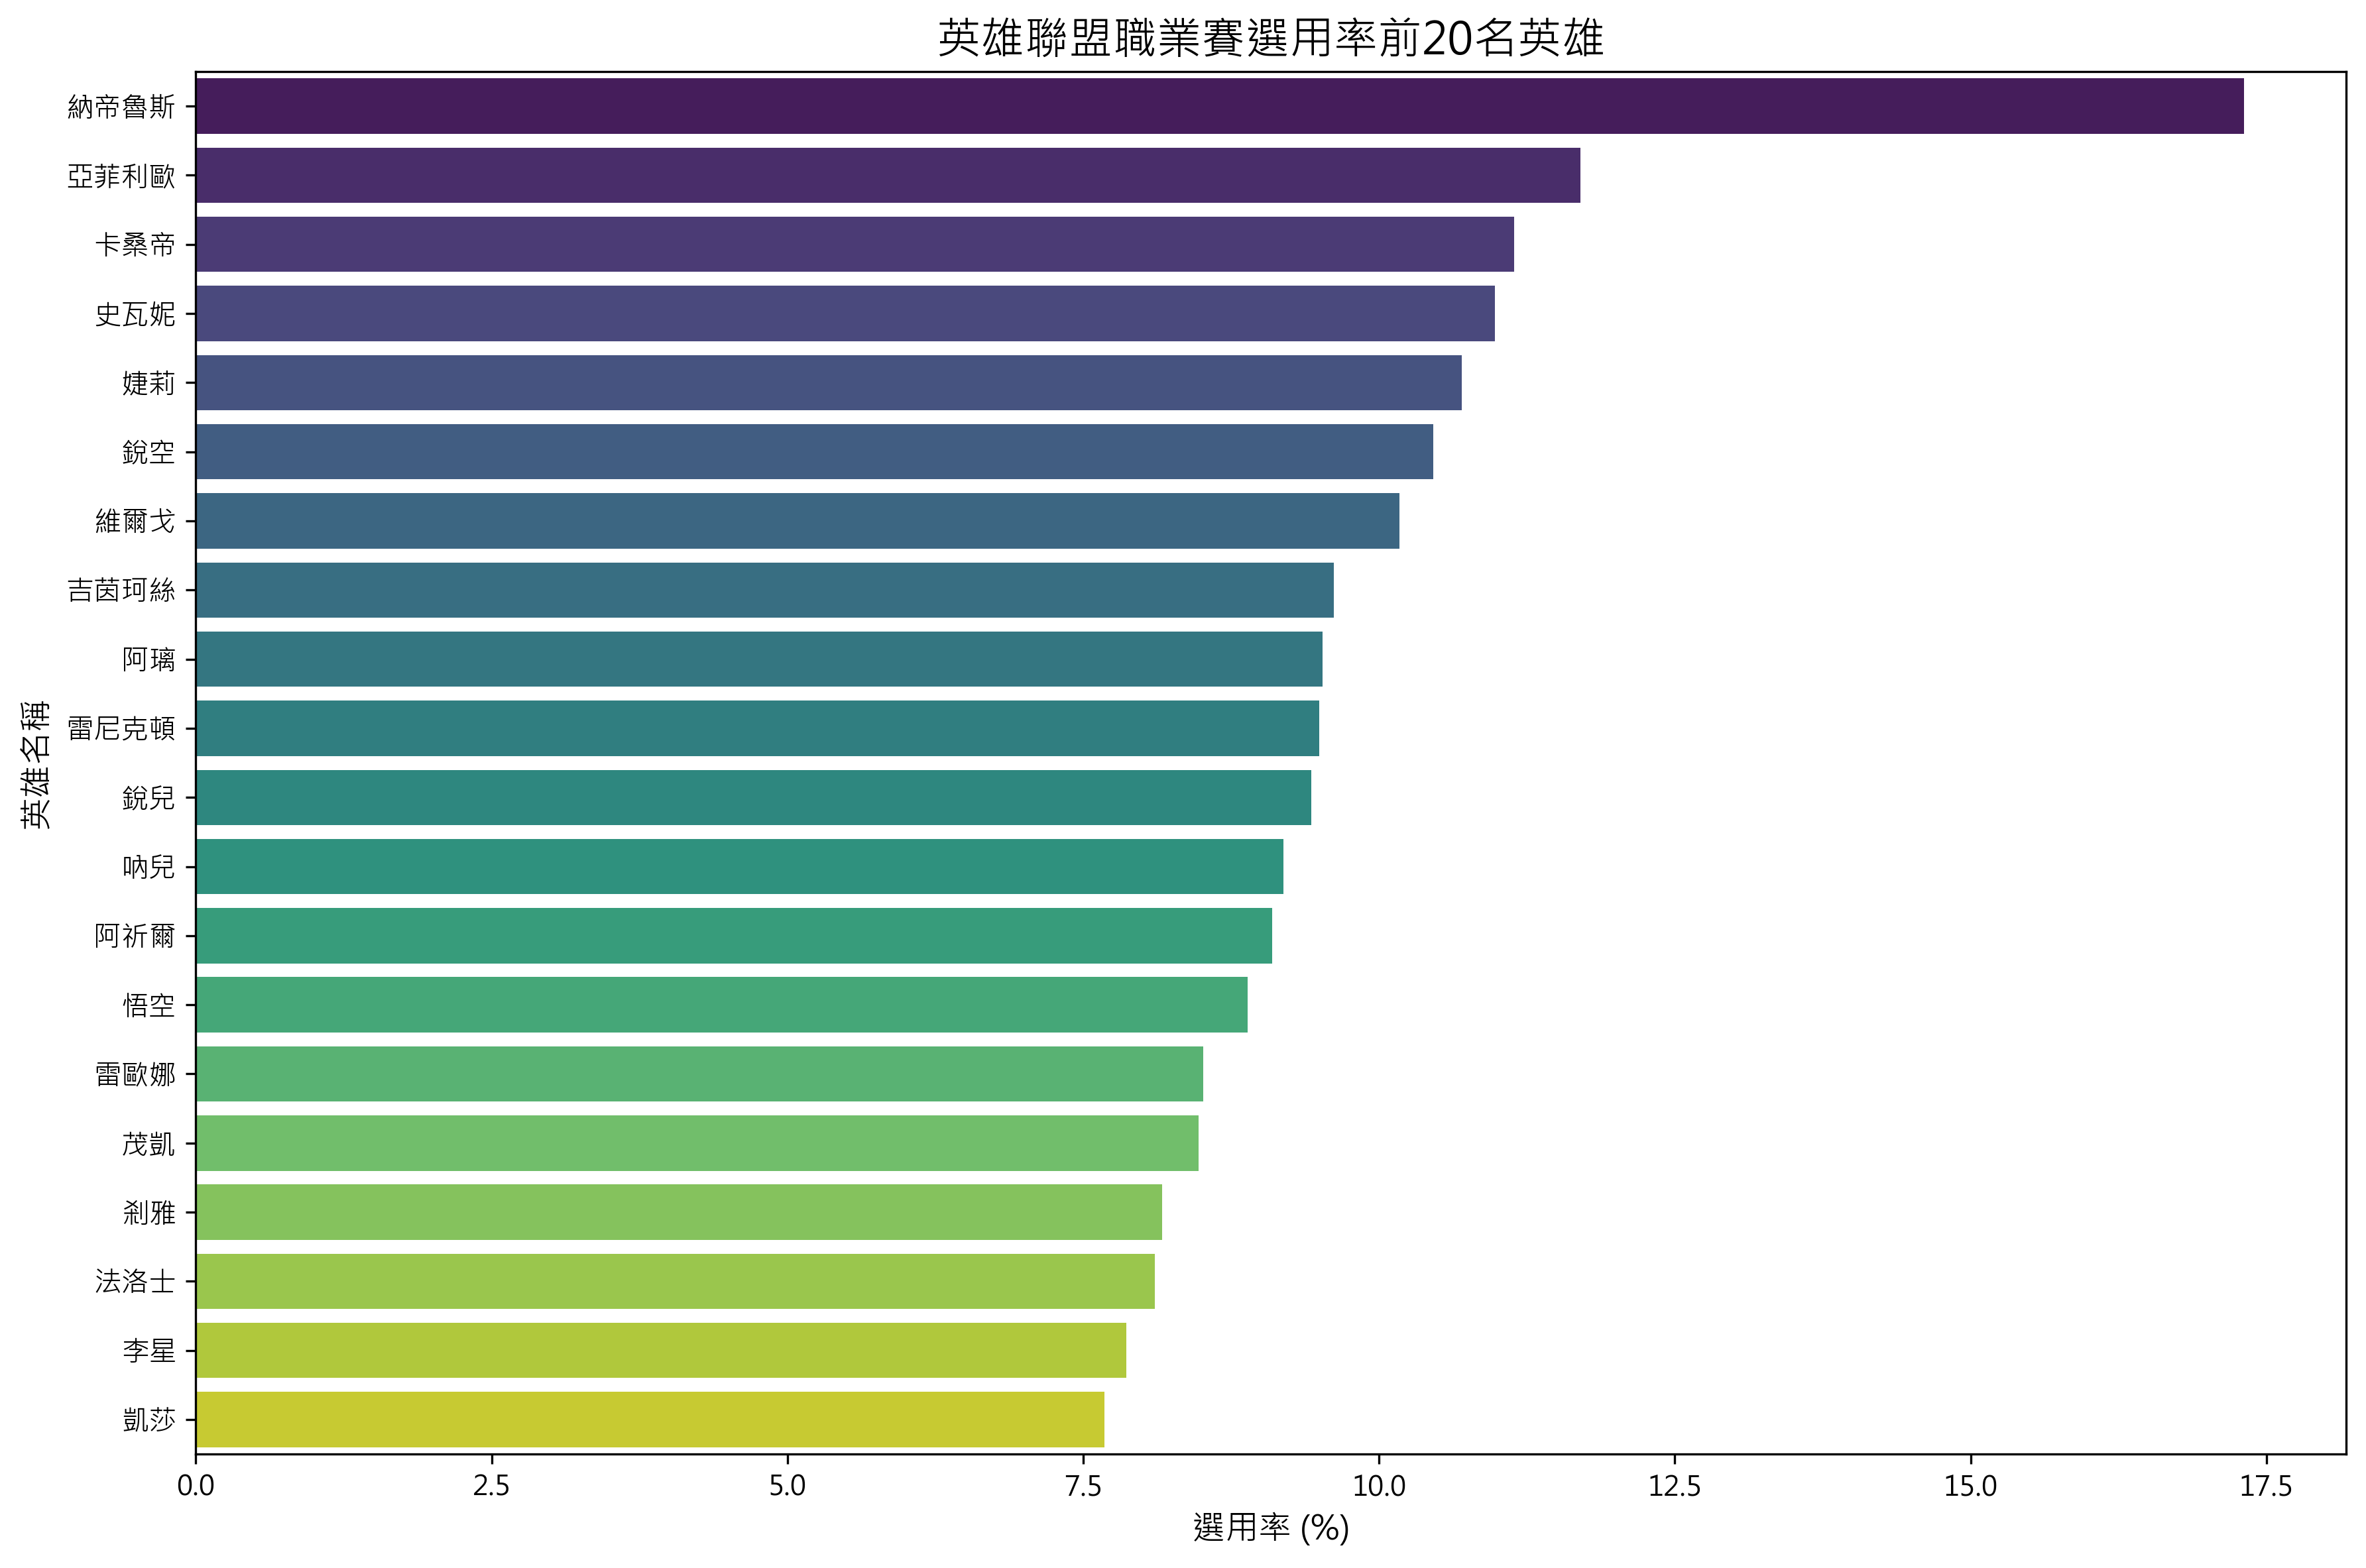 英雄聯盟職業賽選用率前20名英雄
納帝魯斯
亞菲利歐
卡桑帝
史瓦妮
婕莉
銳空
維爾戈
吉茵珂絲
阿璃
雷尼克頓
銳兒
吶兒
阿祈爾
悟空
雷歐娜
茂凱
剎雅
法洛士
李星
凱莎
英雄名稱
0.0 2.5 5.0 7.5 10.0 12.5 15.0 17.5
選用率 (%)